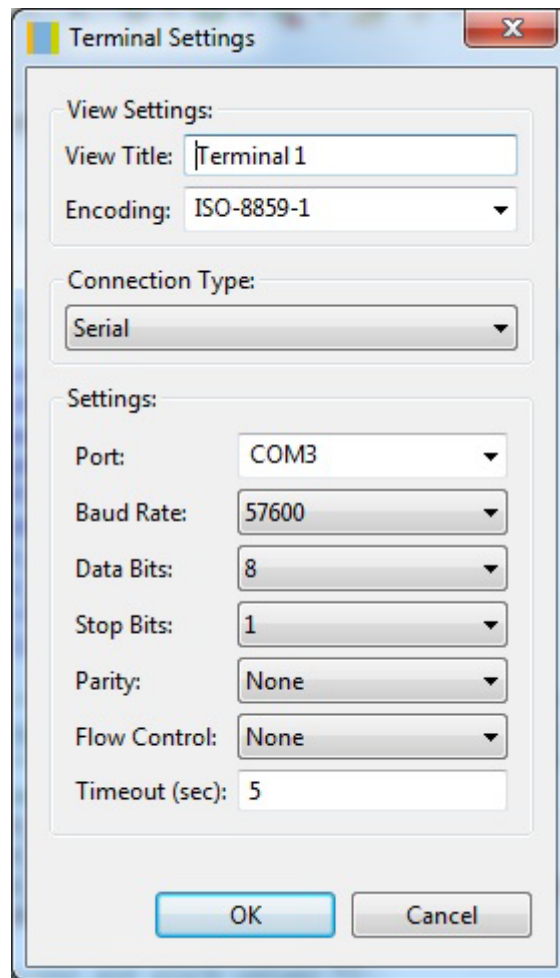 Terminal Settings
View Settings:
View Title: Terminal 1
Encoding: ISO-8859-1
Connection Type:
Serial
Settings:
Port: COM3
Baud Rate: 57600
Data Bits: 8
Stop Bits: 1
Parity: None
Flow Control: None
Timeout (sec): 5
OK Cancel